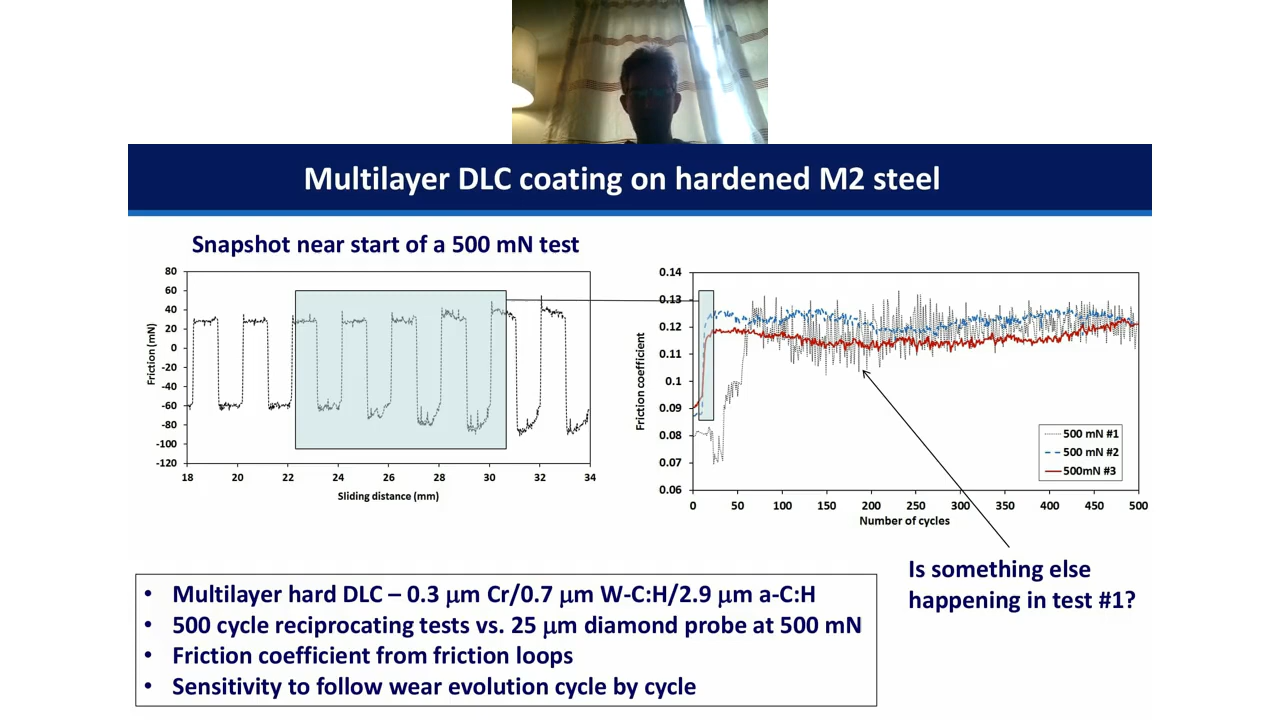 Multilayer DLC coating on hardened M2 steel
Snapshot near start of a 500 mN test
80
60
40
20
0
-20
-40
-60
-80
-100
-120
Friction (mN)
18 20 22 24 26 28 30 32 34
Sliding distance (mm)
0.14
0.13
0.12
0.11
0.1
0.09
0.08
0.07
0.06
Friction coefficient
500 mN #1
500 mN #2
500mN #3
0 50 100 150 200 250 300 350 400 450 500
Number of cycles
Is something else
happening in test #1?
• Multilayer hard DLC – 0.3 μm Cr/0.7 μm W-C:H/2.9 μm a-C:H
• 500 cycle reciprocating tests vs. 25 μm diamond probe at 500 mN
• Friction coefficient from friction loops
• Sensitivity to follow wear evolution cycle by cycle